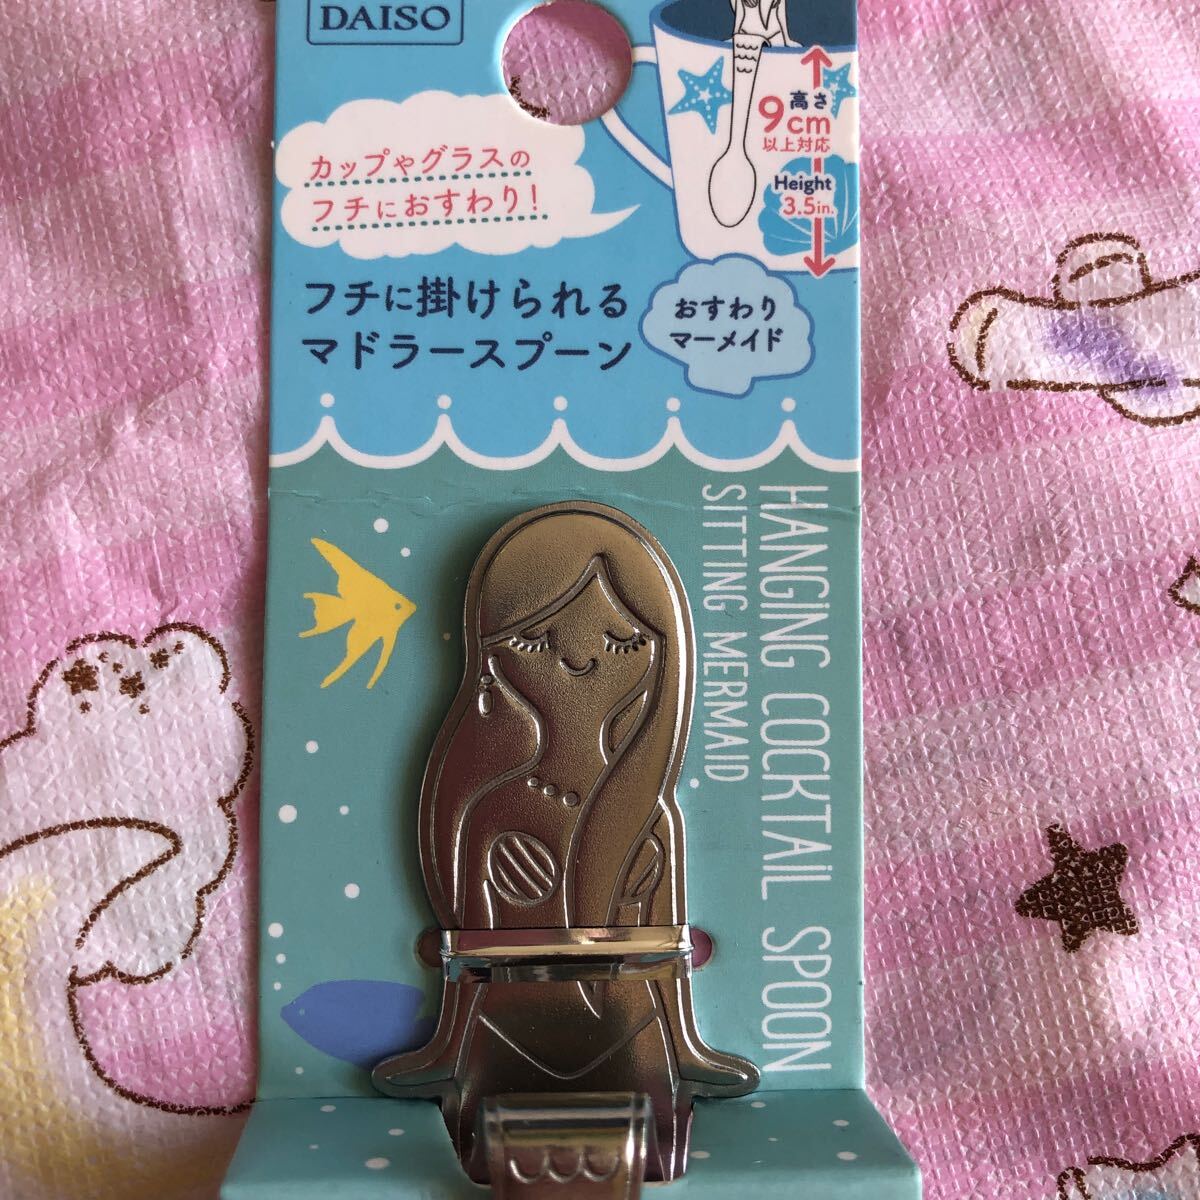 DAISO
カップやグラスの
フチにおすわり!
高さ
9cm
以上対応
Height
3.5in.
フチに掛けられる
マドラースプーン
おすわり
マーメイド
HANGING COCKTAIL SPOON
SITTING MERMAID